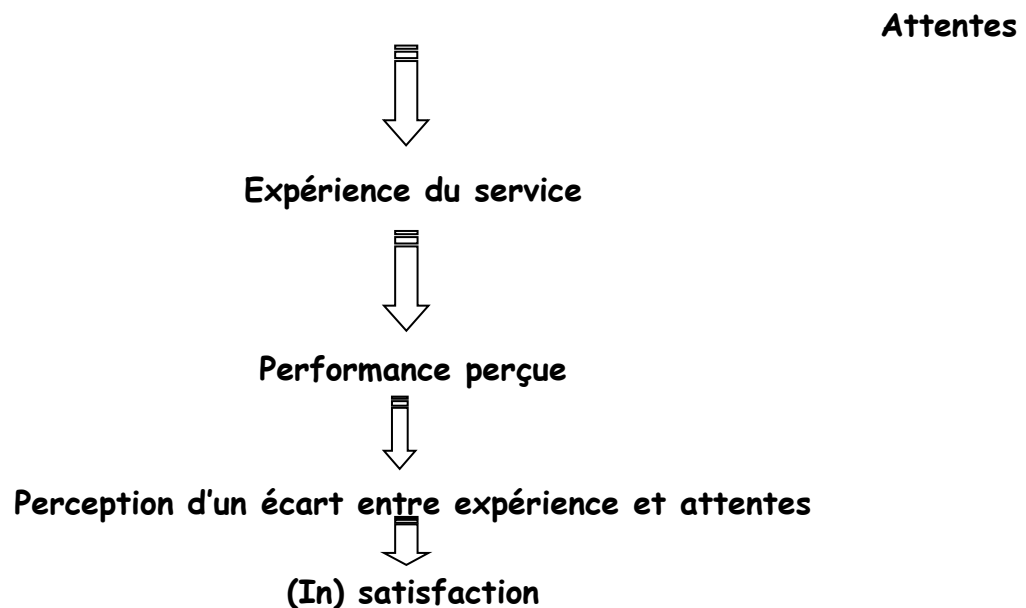 Attentes
Expérience du service
Performance perçue
Perception d'un écart entre expérience et attentes
(In) satisfaction